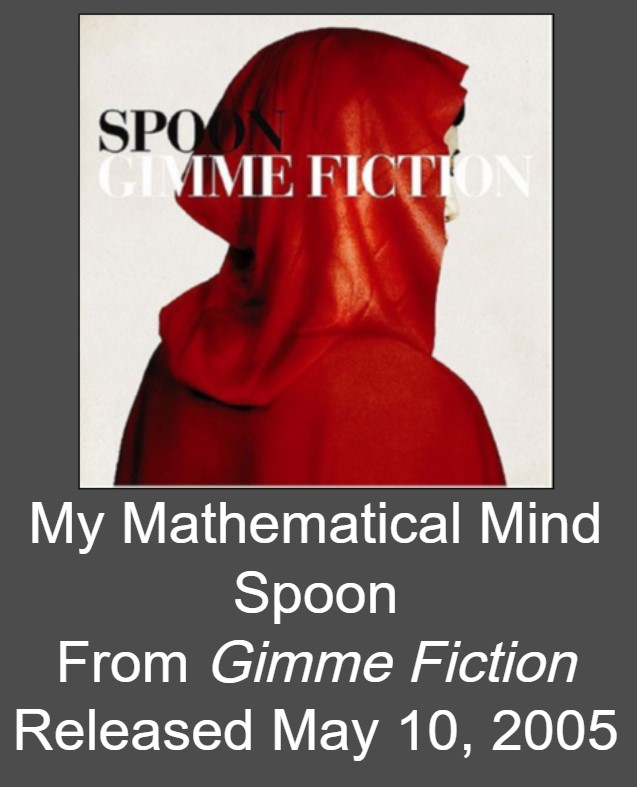 SPOON
GIMME FICTION
My Mathematical Mind
Spoon
From Gimme Fiction
Released May 10, 2005